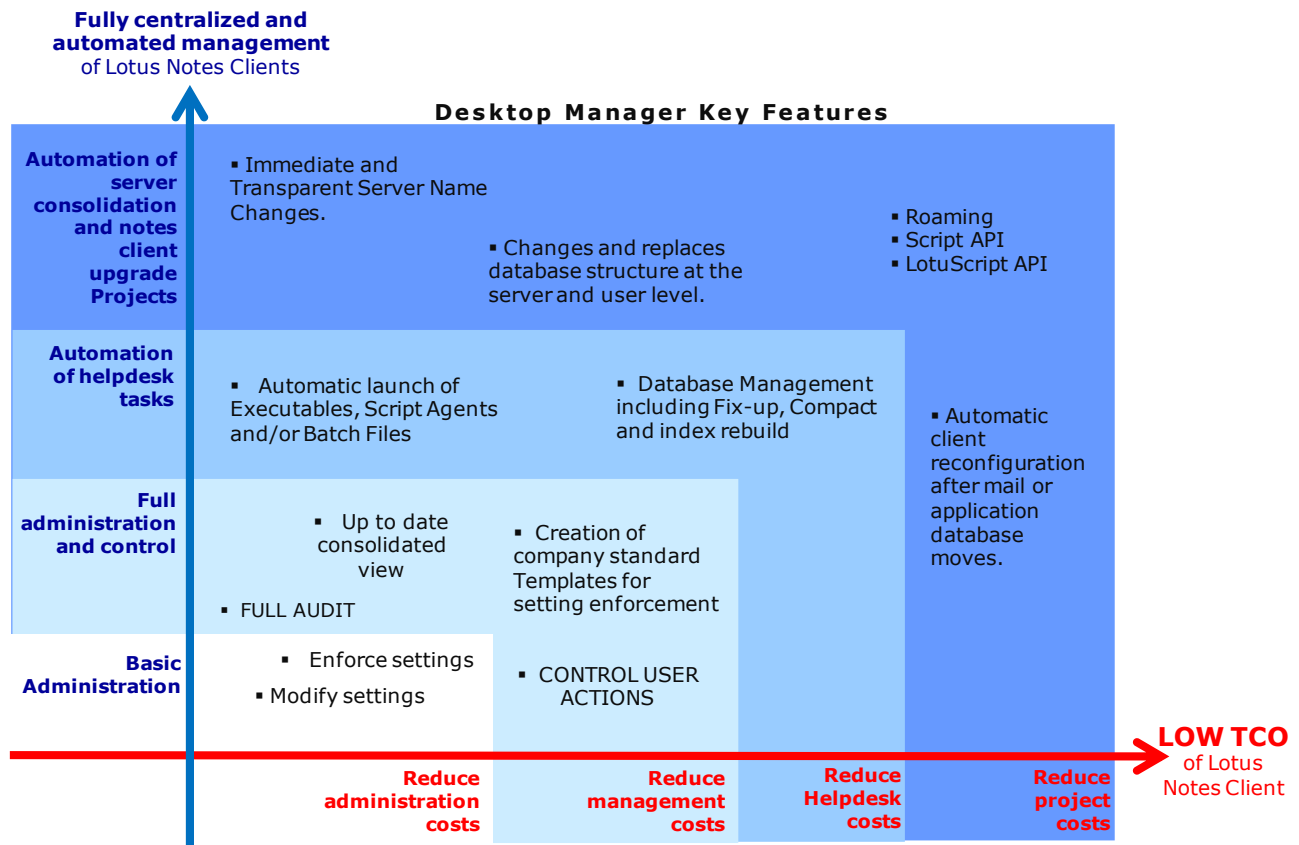 Fully centralized and
automated management
of Lotus Notes Clients
Desktop Manager Key Features
Automation of
server
consolidation
and notes
client
upgrade
Projects
▪ Immediate and
Transparent Server Name
Changes.
▪ Changes and replaces
database structure at the
server and user level.
▪ Roaming
▪ Script API
▪ LotuScript API
Automation
of helpdesk
tasks
▪ Automatic launch of
Executables, Script Agents
and/or Batch Files
▪ Database Management
including Fix-up, Compact
and index rebuild
▪ Automatic
client
reconfiguration
after mail or
application
database
moves.
Full
administration
and control
▪ Up to date
consolidated
view
▪ FULL AUDIT
▪ Creation of
company standard
Templates for
setting enforcement
Basic
Administration
▪ Enforce settings
▪ Modify settings
▪ CONTROL USER
ACTIONS
LOW TCO
of Lotus
Notes Client
Reduce
administration
costs
Reduce
management
costs
Reduce
Helpdesk
costs
Reduce
project
costs